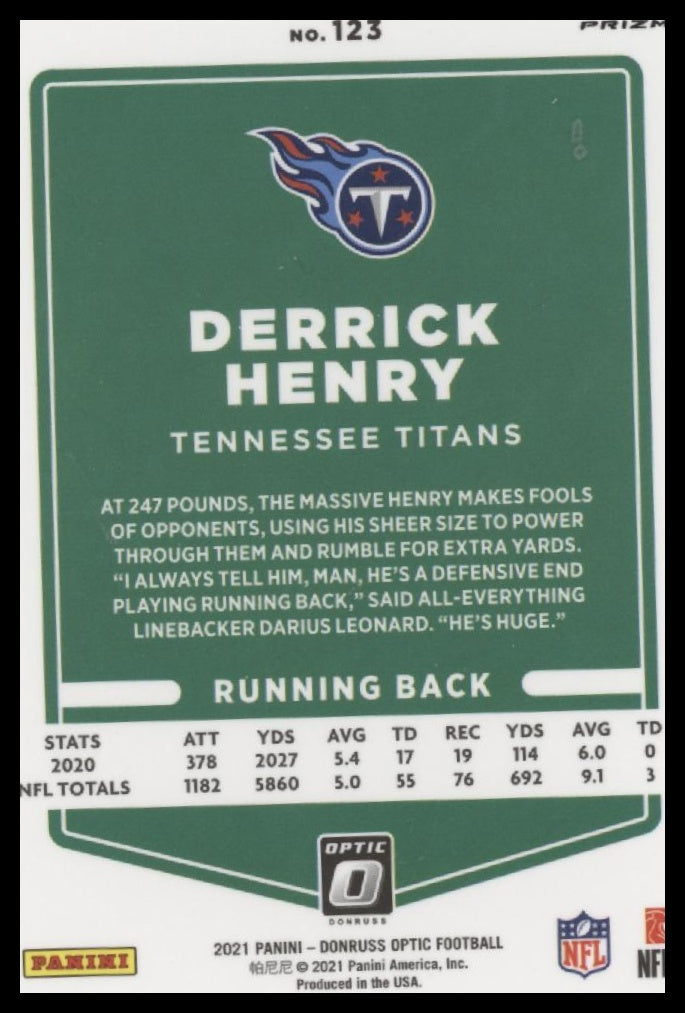 NO. 123
PRIZM
T
DERRICK
HENRY
TENNESSEE TITANS
AT 247 POUNDS, THE MASSIVE HENRY MAKES FOOLS
OF OPPONENTS, USING HIS SHEER SIZE TO POWER
THROUGH THEM AND RUMBLE FOR EXTRA YARDS.
“I ALWAYS TELL HIM, MAN, HE’S A DEFENSIVE END
PLAYING RUNNING BACK,” SAID ALL-EVERYTHING
LINEBACKER DARIUS LEONARD. “HE’S HUGE.”
RUNNING BACK
STATS ATT YDS AVG TD REC YDS AVG TD
2020 378 2027 5.4 17 19 114 6.0 0
NFL TOTALS 1182 5860 5.0 55 76 692 9.1 3
OPTIC
O
DONRUSS
2021 PANINI – DONRUSS OPTIC FOOTBALL
帕尼尼 © 2021 Panini America, Inc.
Produced in the USA.
PANINI
NFL
NF